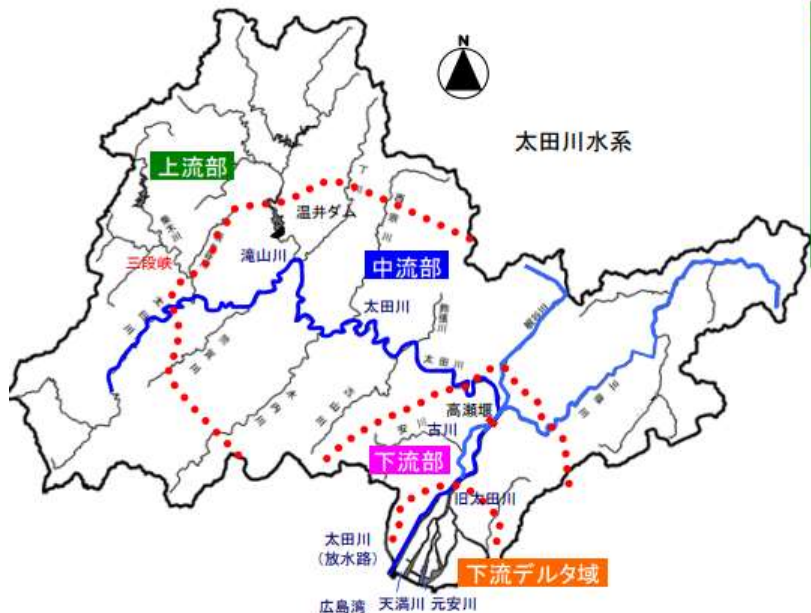 N
太田川水系
上流部
温井ダム
三段峡
滝山川
中流部
太田川
太田川
高瀬堰
古川
安川
下流部
旧太田川
太田川
(放水路)
下流デルタ域
広島湾
天満川
元安川